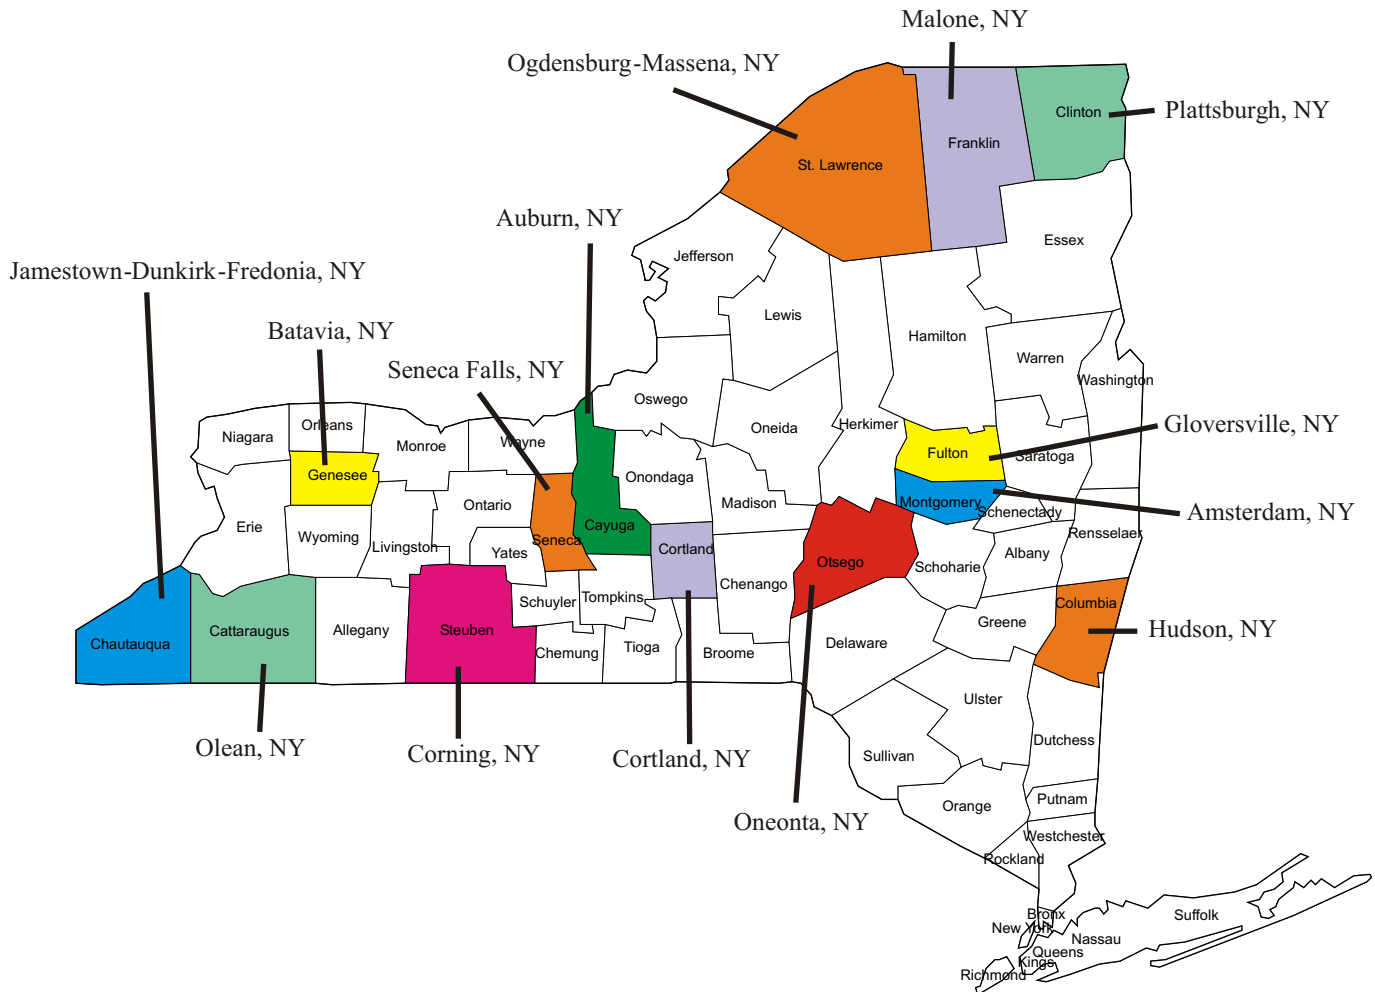 Malone, NY
Ogdensburg-Massena, NY
Plattsburgh, NY
Clinton
Franklin
St. Lawrence
Auburn, NY
Essex
Jefferson
Jamestown-Dunkirk-Fredonia, NY
Lewis
Batavia, NY
Hamilton
Warren
Seneca Falls, NY
Washington
Oswego
Gloversville, NY
Orleans
Herkimer
Oneida
Niagara
Wayne
Monroe
Fulton
Saratoga
Genesee
Onondaga
Montgomery
Madison
Ontario
Schenectady
Amsterdam, NY
Erie
Cayuga
Rensselaer
Wyoming
Seneca
Livingston
Yates
Cortland
Albany
Otsego
Schoharie
Chenango
Tompkins
Schuyler
Columbia
Greene
Cattaraugus
Allegany
Steuben
Hudson, NY
Chautauqua
Delaware
Tioga
Chemung
Broome
Ulster
Dutchess
Olean, NY
Corning, NY
Cortland, NY
Sullivan
Putnam
Orange
Oneonta, NY
Westchester
Rockland
Bronx
Suffolk
New York
Nassau
Queens
Kings
Richmond